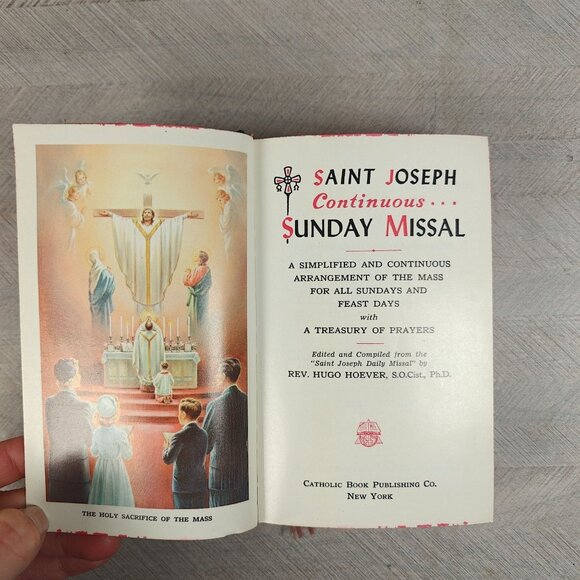 THE HOLY SACRIFICE OF THE MASS
SAINT JOSEPH
Continuous...
SUNDAY MISSAL
A SIMPLIFIED AND CONTINUOUS
ARRANGEMENT OF THE MASS
FOR ALL SUNDAYS AND
FEAST DAYS
with
A TREASURY OF PRAYERS
Edited and Compiled from the
"Saint Joseph Daily Missal" by
REV. HUGO HOEVER, S.O.Cist., Ph.D.
CATHOLIC BOOK PUBLISHING CO.
NEW YORK